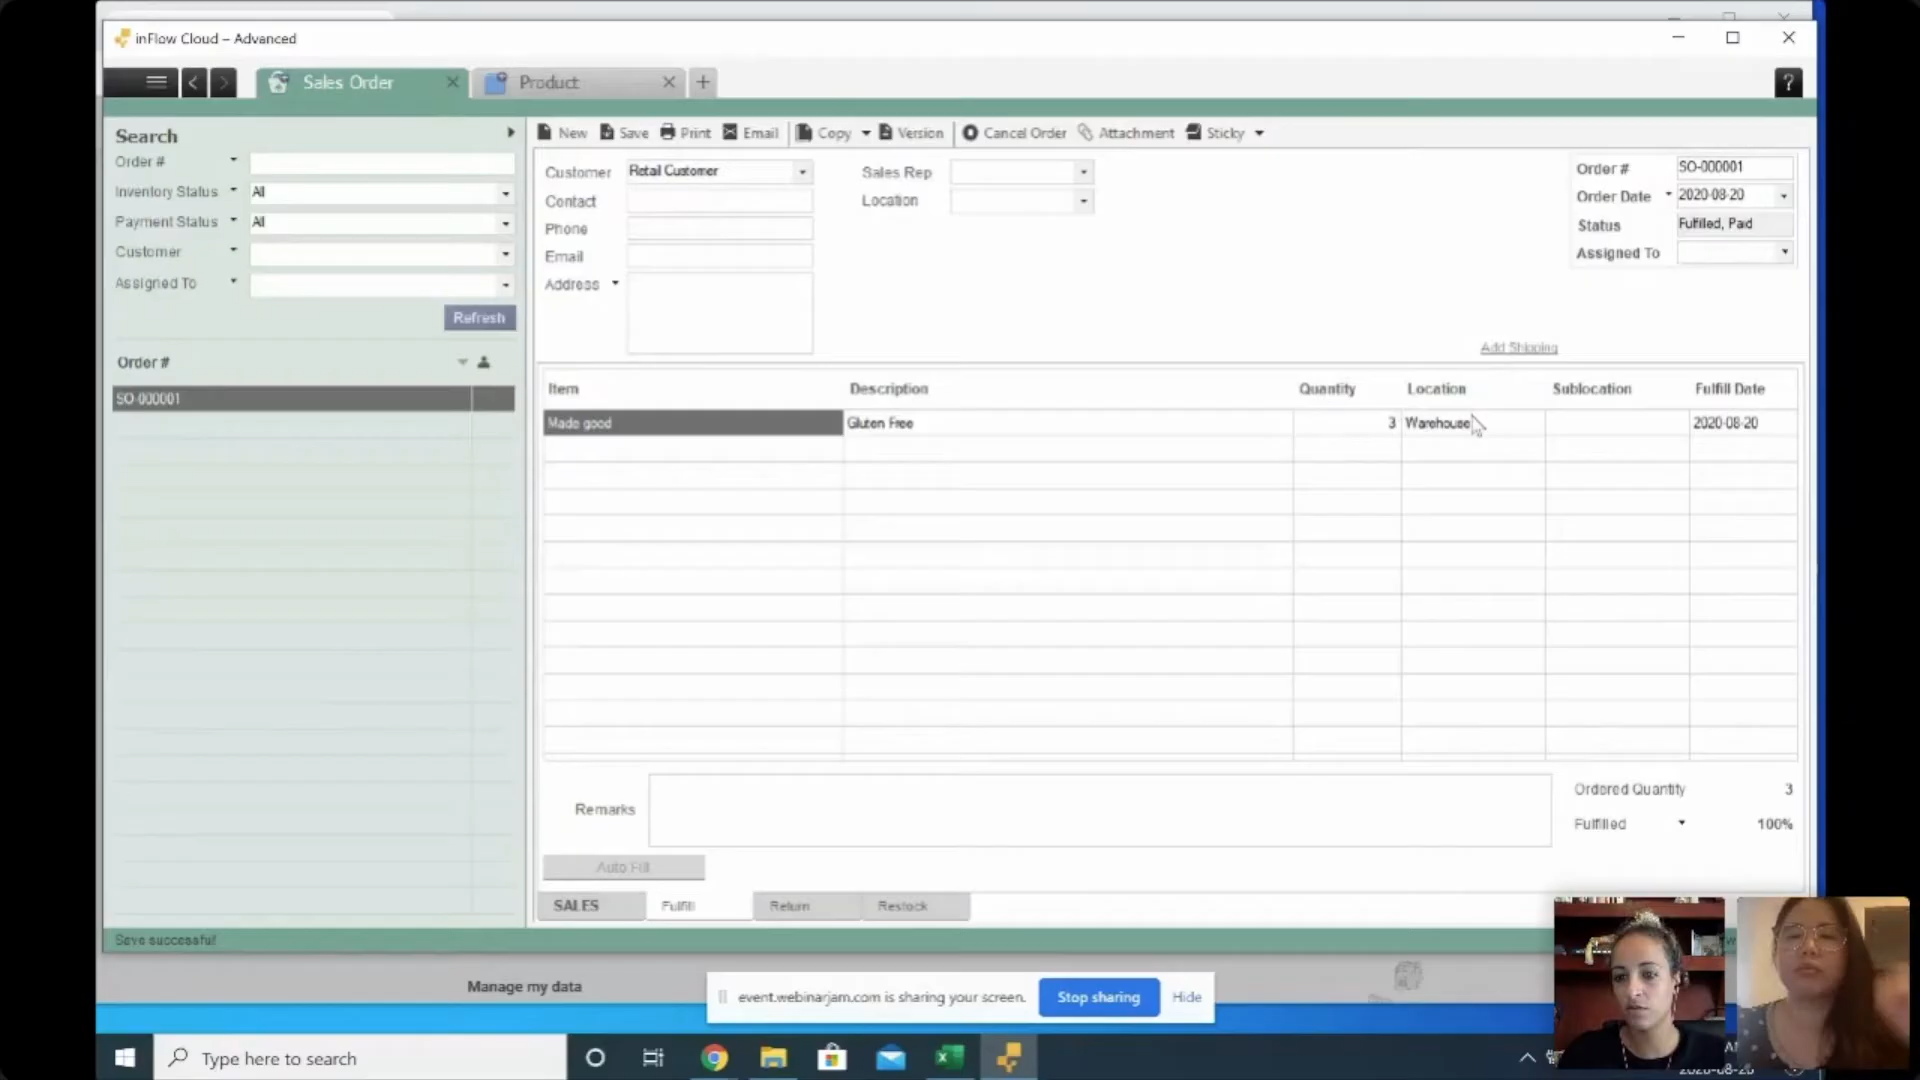 inFlow Cloud – Advanced
Sales Order
Product
?
Search
Order #
Inventory Status All
Payment Status All
Customer
Assigned To
Refresh
Order #
SO-000001
New Save Print Email Copy Version Cancel Order Attachment Sticky
Customer Retail Customer
Contact
Phone
Email
Address
Sales Rep
Location
Order # SO-000001
Order Date 2020-08-20
Status Fulfilled, Paid
Assigned To
Add Shipping
Item Description Quantity Location Sublocation Fulfill Date
Made good Gluten Free 3 Warehouse 2020-08-20
Remarks
Ordered Quantity 3
Fulfilled 100%
Auto Fill
SALES Fulfill Return Restock
Save successful!
Manage my data
event.webinarjam.com is sharing your screen. Stop sharing Hide
Type here to search